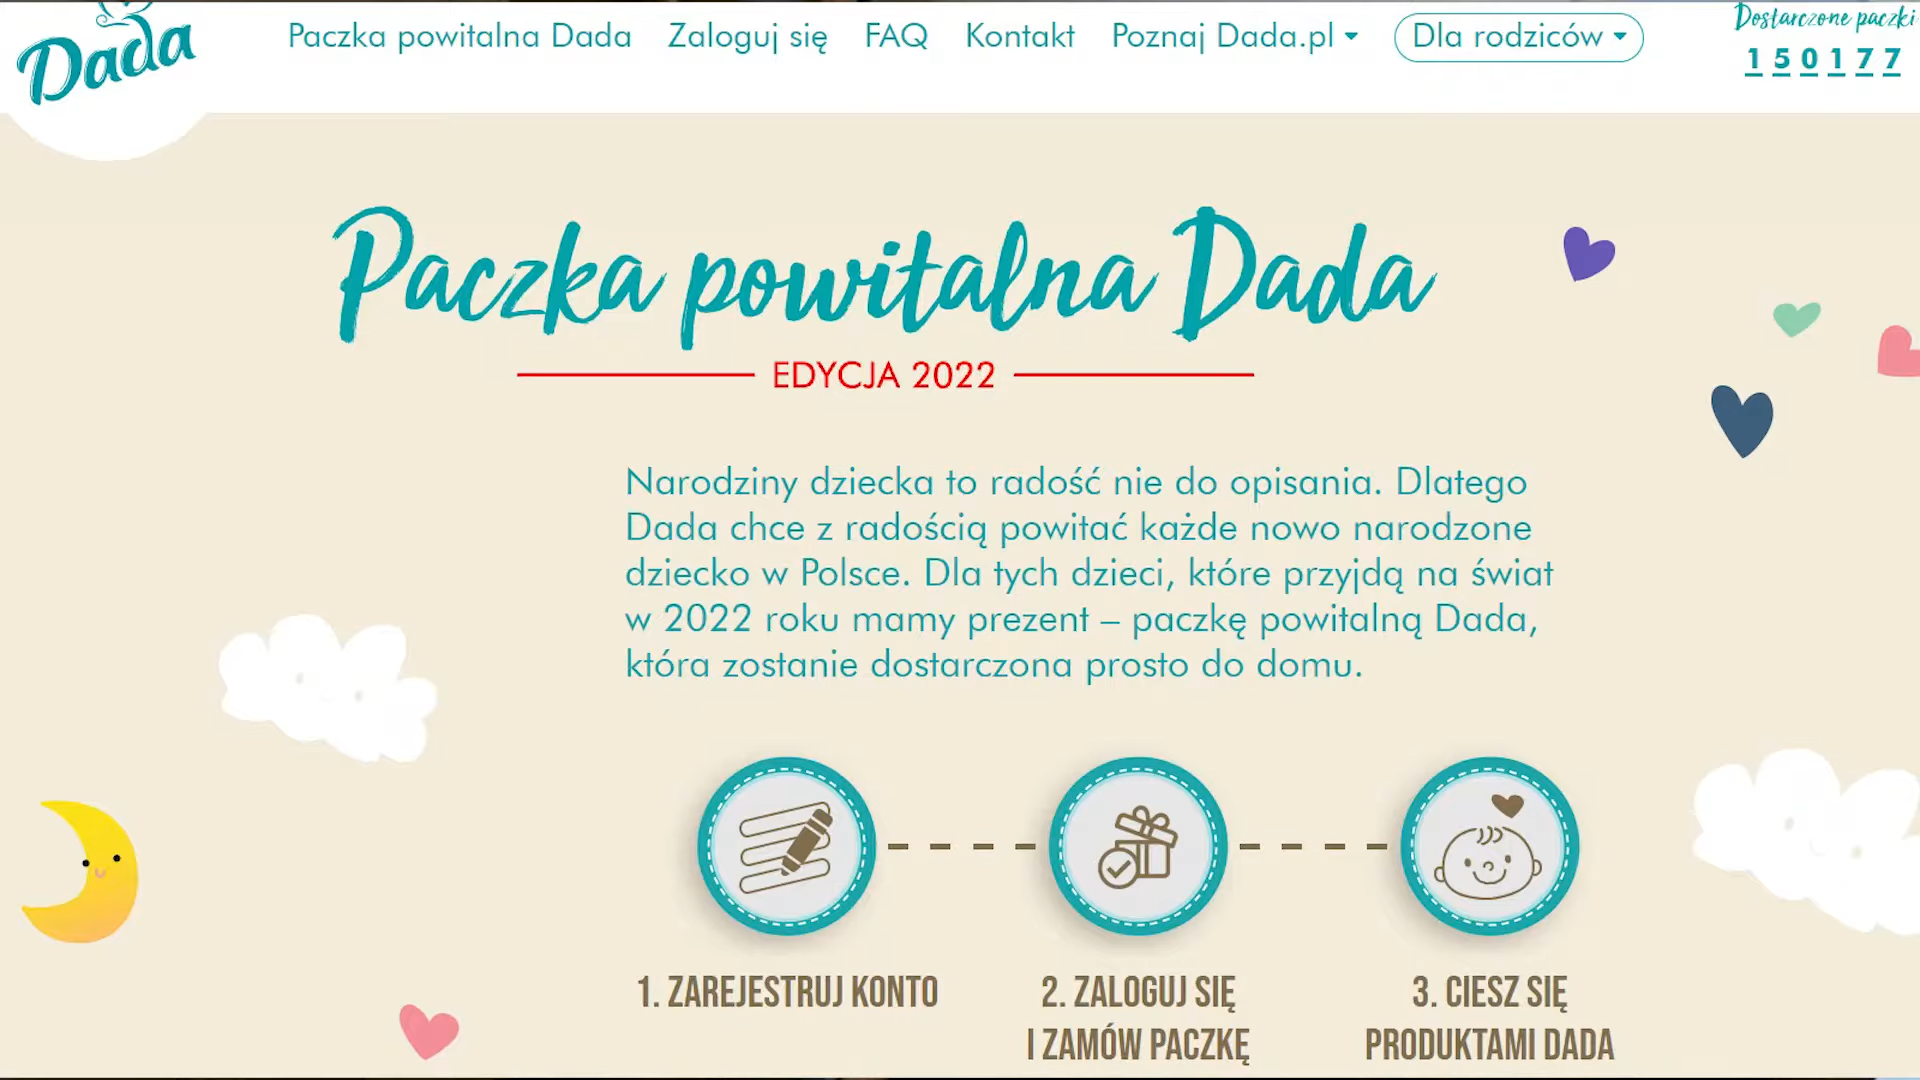 Dada
Paczka powitalna Dada Zaloguj się FAQ Kontakt Poznaj Dada.pl Dla rodziców
Dostarczone paczki
150177
Paczka powitalna Dada
EDYCJA 2022
Narodziny dziecka to radość nie do opisania. Dlatego
Dada chce z radością powitać każde nowo narodzone
dziecko w Polsce. Dla tych dzieci, które przyjdą na świat
w 2022 roku mamy prezent – paczkę powitalną Dada,
która zostanie dostarczona prosto do domu.
1. ZAREJESTRUJ KONTO
2. ZALOGUJ SIĘ
I ZAMÓW PACZKĘ
3. CIESZ SIĘ
PRODUKTAMI DADA